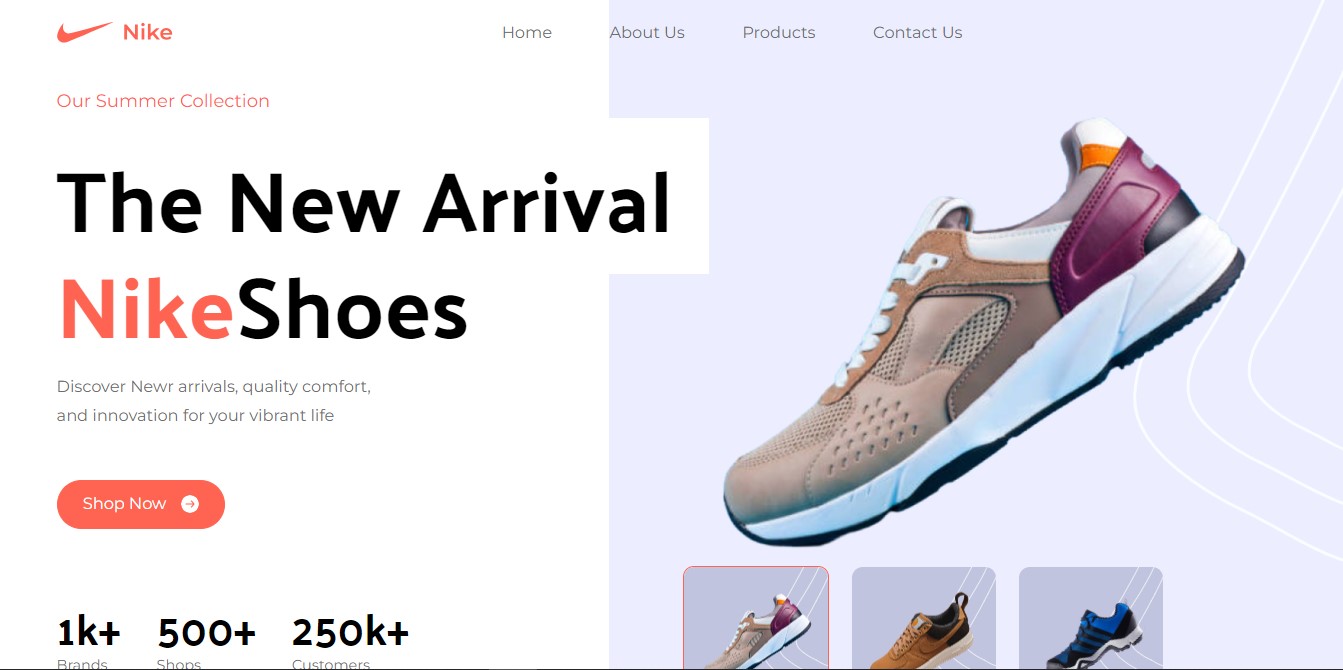 Nike
Home About Us Products Contact Us
Our Summer Collection
The New Arrival
NikeShoes
Discover Newr arrivals, quality comfort,
and innovation for your vibrant life
Shop Now
1k+ 500+ 250k+
Brands Shops Customers